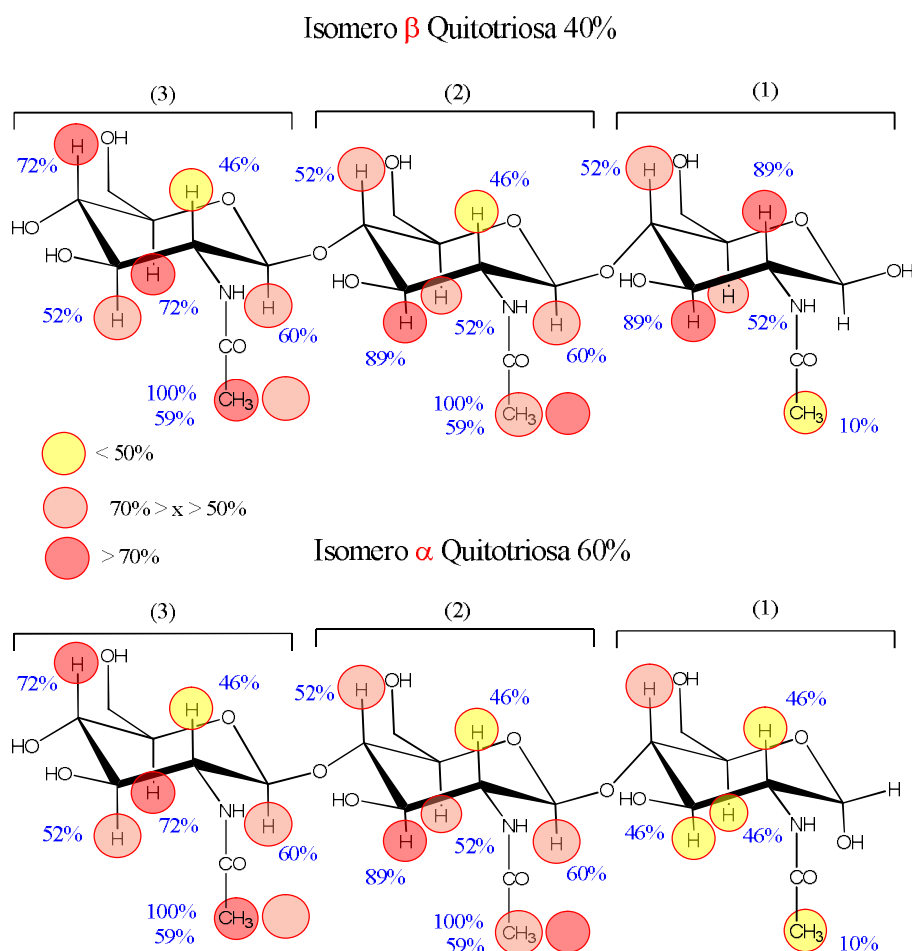 Isomero β Quitotriosa 40%
(3) (2) (1)
H OH H OH H OH
72% 46% 52% 46% 52% 89%
H O H O H O
HO O O OH
HO HO HO
H H H
H NH H H NH H H NH H
52% 72% 60% 89% 52% 60% 89% 52%
CO CO CO
100% 100%
CH3 CH3 CH3
59% 59% 10%
< 50%
70% > x > 50%
> 70%
Isomero α Quitotriosa 60%
(3) (2) (1)
H OH H OH H OH
72% 46% 52% 46% 46%
H O H O H O
HO O O H
HO HO HO
H H H
H NH H H NH H H NH OH
52% 72% 60% 89% 52% 60% 46% 46%
CO CO CO
100% 100%
CH3 CH3 CH3
59% 59% 10%